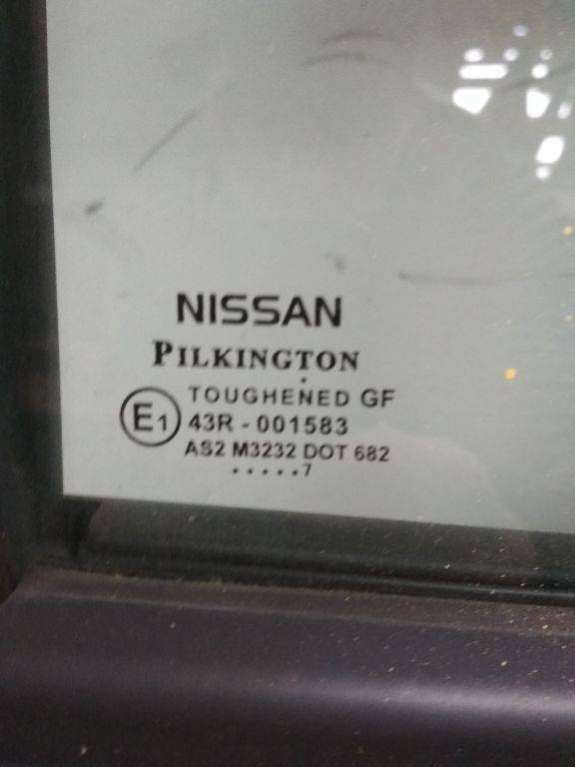 NISSAN
PILKINGTON
TOUGHENED GF
E1 43R - 001583
AS2 M3232 DOT 682
.....7